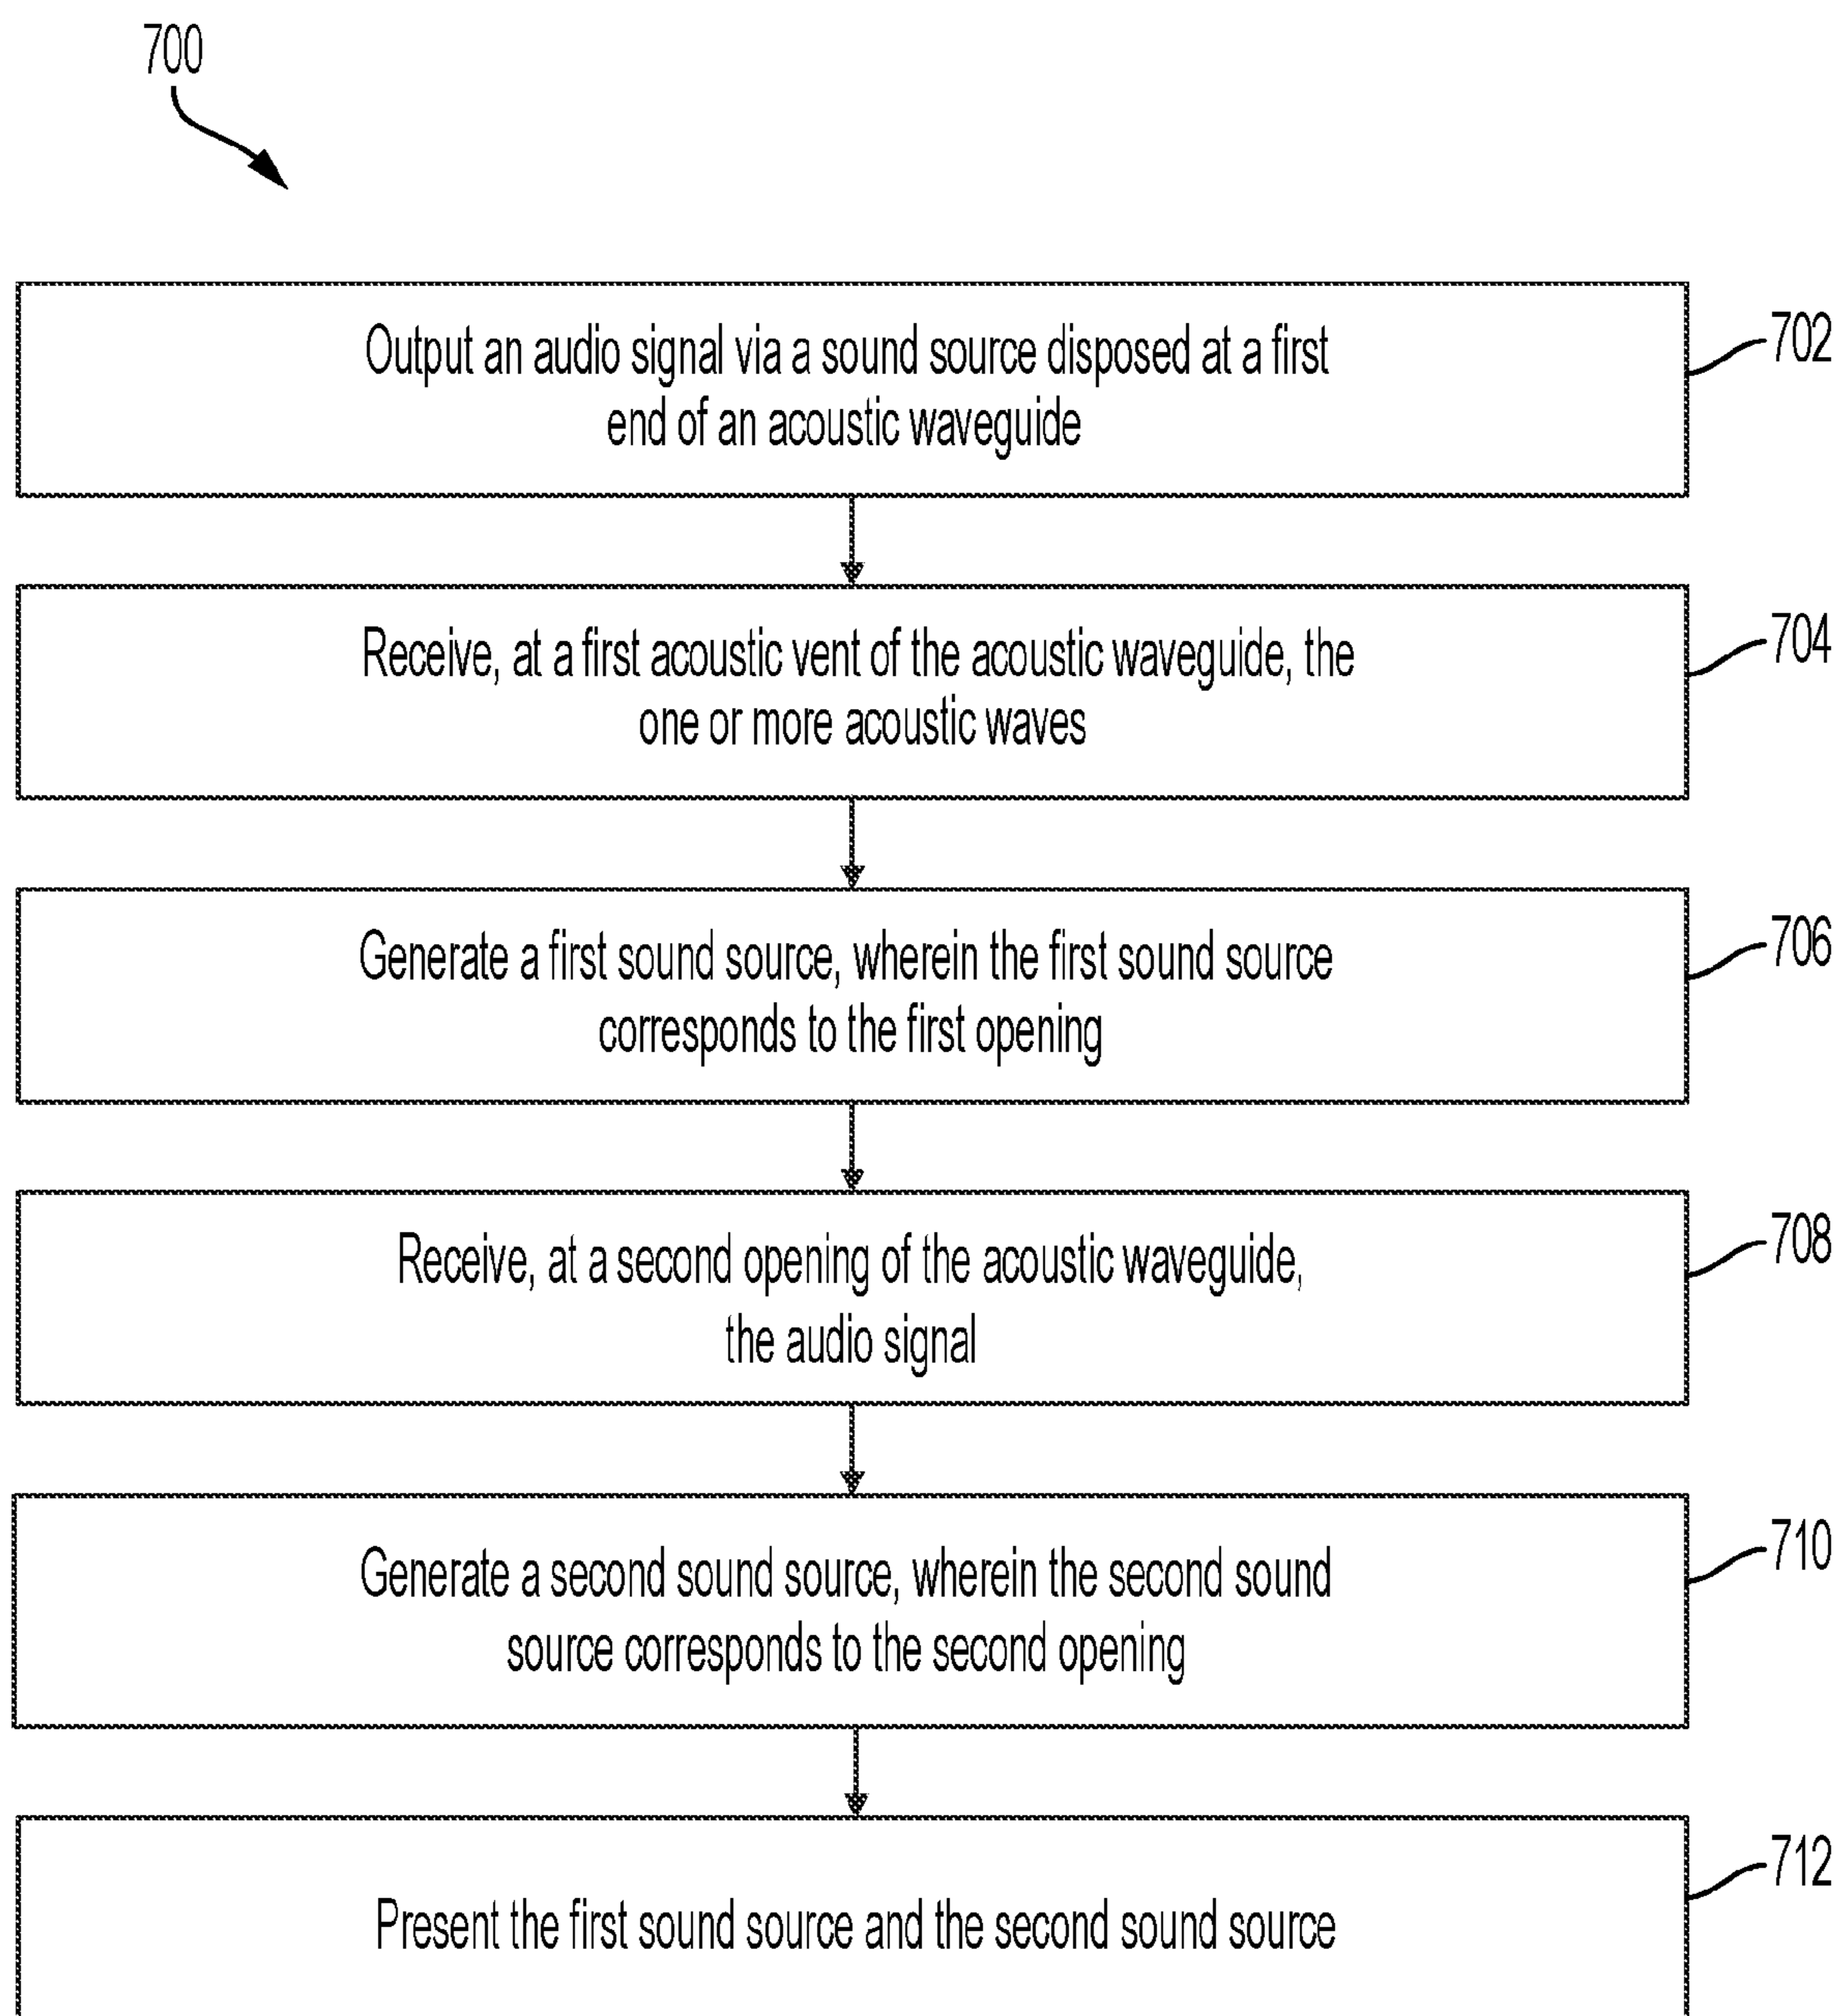 700
Output an audio signal via a sound source disposed at a first
end of an acoustic waveguide
702
Receive, at a first acoustic vent of the acoustic waveguide, the
one or more acoustic waves
704
Generate a first sound source, wherein the first sound source
corresponds to the first opening
706
Receive, at a second opening of the acoustic waveguide,
the audio signal
708
Generate a second sound source, wherein the second sound
source corresponds to the second opening
710
Present the first sound source and the second sound source
712